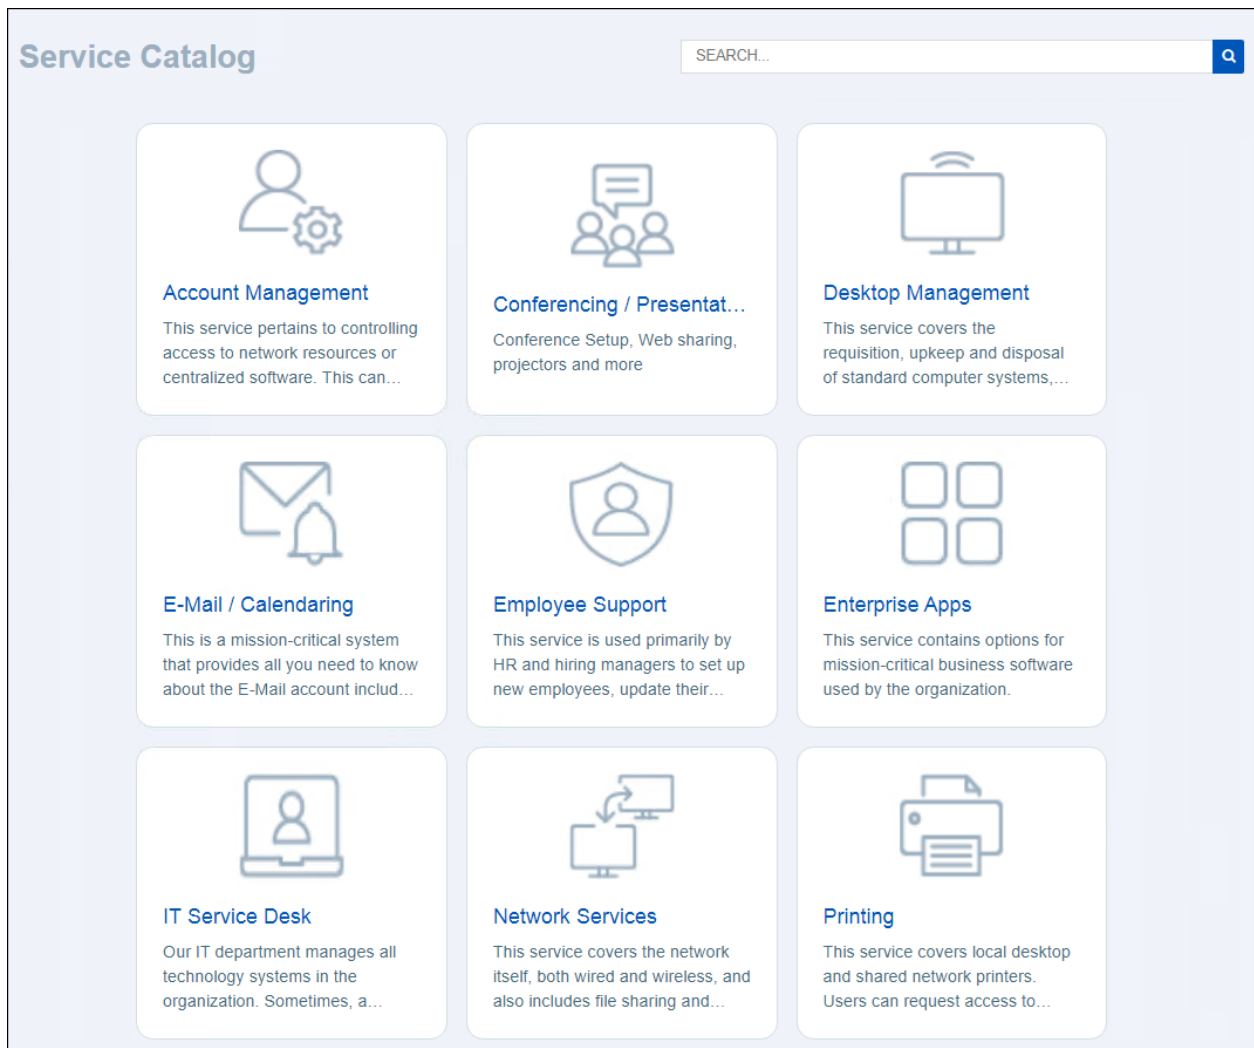 Service Catalog
SEARCH...
Account Management
This service pertains to controlling
access to network resources or
centralized software. This can...
Conferencing / Presentat...
Conference Setup, Web sharing,
projectors and more
Desktop Management
This service covers the
requisition, upkeep and disposal
of standard computer systems,...
E-Mail / Calendaring
This is a mission-critical system
that provides all you need to know
about the E-Mail account includ...
Employee Support
This service is used primarily by
HR and hiring managers to set up
new employees, update their...
Enterprise Apps
This service contains options for
mission-critical business software
used by the organization.
IT Service Desk
Our IT department manages all
technology systems in the
organization. Sometimes, a...
Network Services
This service covers the network
itself, both wired and wireless, and
also includes file sharing and...
Printing
This service covers local desktop
and shared network printers.
Users can request access to...